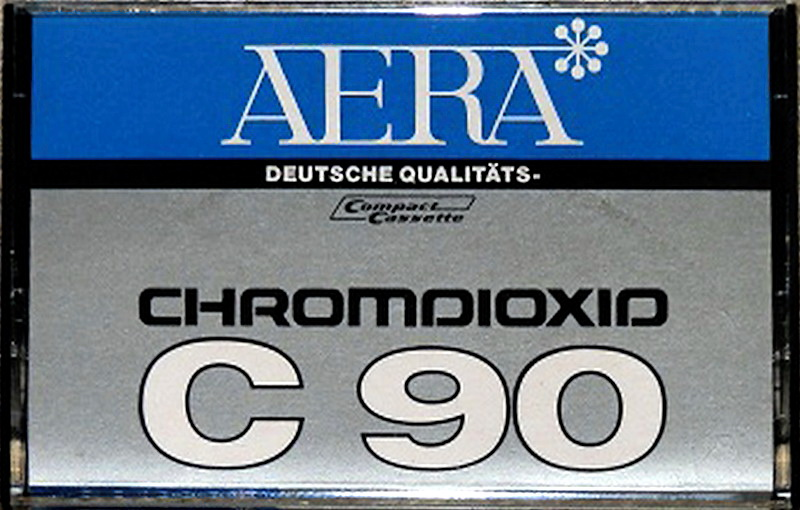 AERA
DEUTSCHE QUALITÄTS-
Compact
Cassette
CHROMDIOXID
C 90